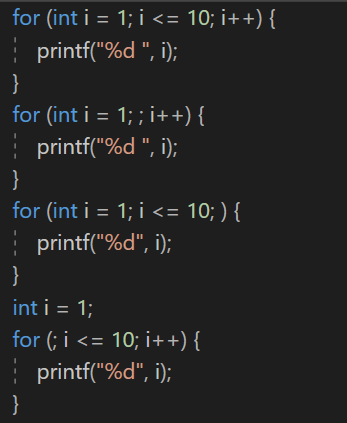 for (int i = 1; i <= 10; i++) {
printf("%d ", i);
}
for (int i = 1; ; i++) {
printf("%d ", i);
}
for (int i = 1; i <= 10; ) {
printf("%d", i);
}
int i = 1;
for (; i <= 10; i++) {
printf("%d", i);
}